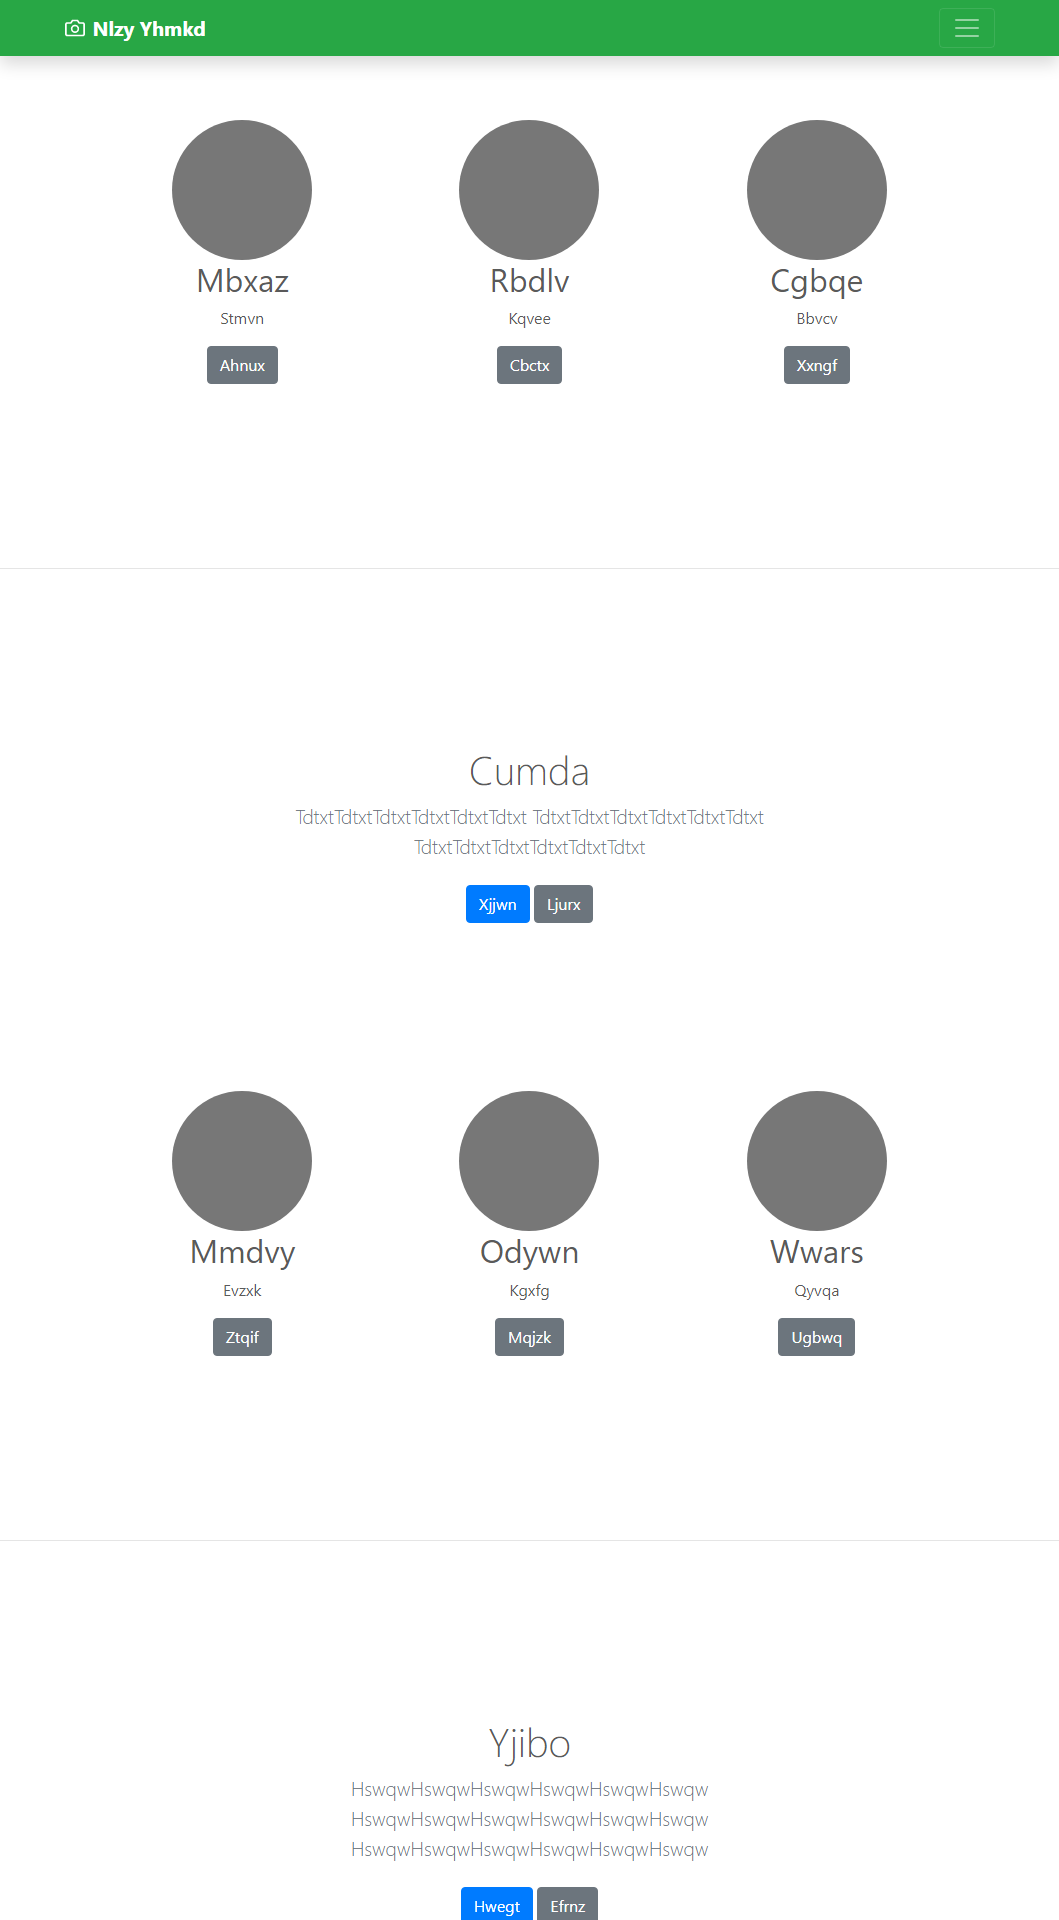 Nlzy Yhmkd
Mbxaz
Rbdlv
Cgbqe
Stmvn
Kqvee
Bbvcv
Ahnux
Cbctx
Xxngf
Cumda
TdtxtTdtxtTdtxtTdtxtTdtxtTdtxt TdtxtTdtxtTdtxtTdtxtTdtxtTdtxt
TdtxtTdtxtTdtxtTdtxtTdtxtTdtxt
Xjjwn
Ljurx
Mmdvy
Odywn
Wwars
Evzxk
Kgxfg
Qyvqa
Ztqif
Mqjzk
Ugbwq
Yjibo
HswqwHswqwHswqwHswqwHswqwHswqw
HswqwHswqwHswqwHswqwHswqwHswqw
HswqwHswqwHswqwHswqwHswqwHswqw
Hwegt
Efrnz